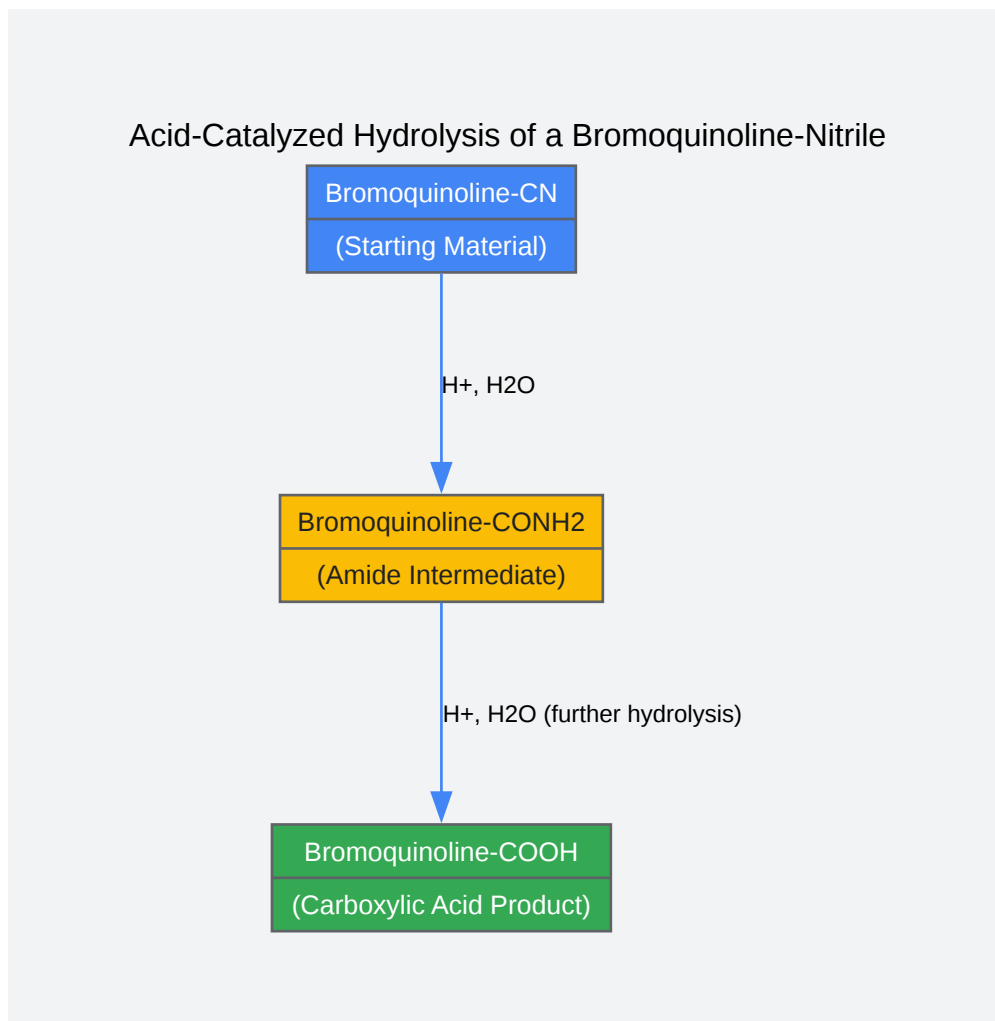 Acid-Catalyzed Hydrolysis of a Bromoquinoline-Nitrile
Bromoquinoline-CN
(Starting Material)
H+, H2O
Bromoquinoline-CONH2
(Amide Intermediate)
H+, H2O (further hydrolysis)
Bromoquinoline-COOH
(Carboxylic Acid Product)